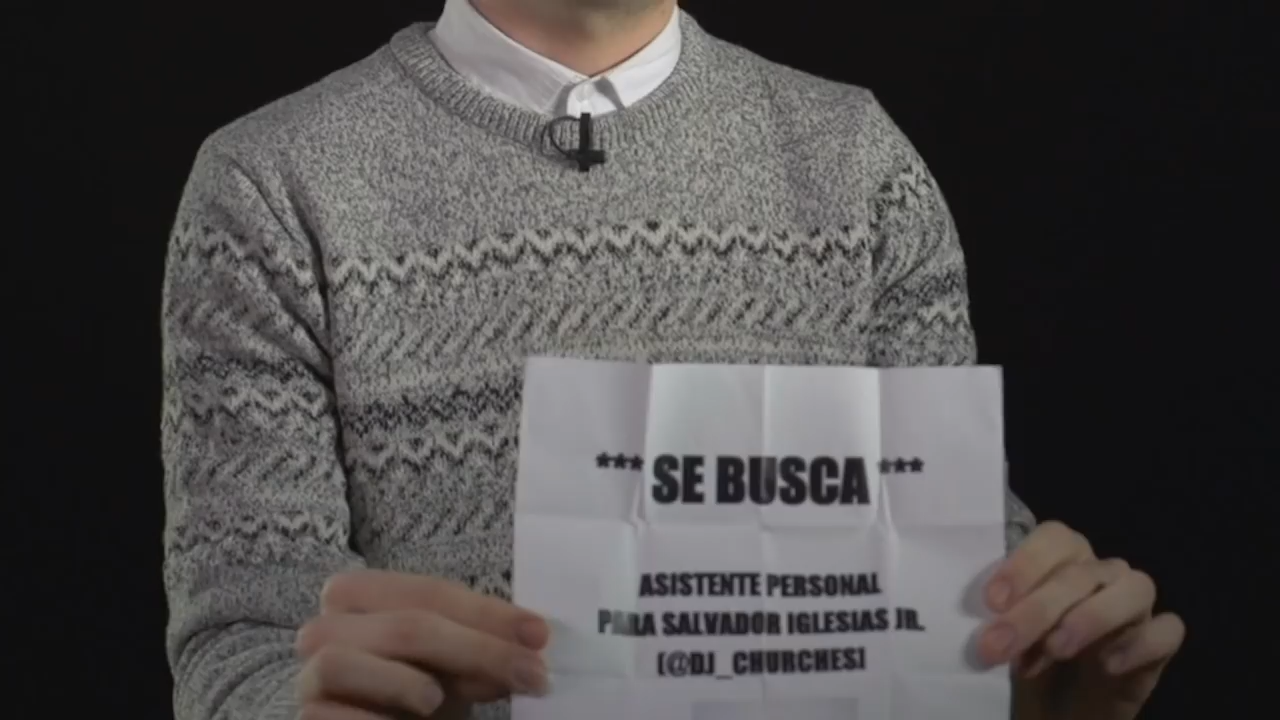 *** SE BUSCA ***
ASISTENTE PERSONAL
PARA SALVADOR IGLESIAS JR.
[@DJ_CHURCHES]